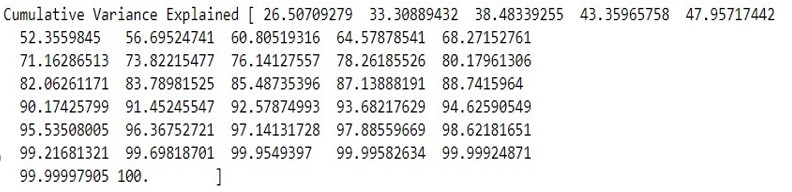 Cumulative Variance Explained [ 26.50709279 33.30889432 38.48339255 43.35965758 47.95717442
52.3559845 56.69524741 60.80519316 64.57878541 68.27152761
71.16286513 73.82215477 76.14127557 78.26185526 80.17961306
82.06261171 83.78981525 85.48735396 87.13888191 88.7415964
90.17425799 91.45245547 92.57874993 93.68217629 94.62590549
95.53508005 96.36752721 97.14131728 97.88559669 98.62181651
99.21681321 99.69818701 99.9549397 99.99582634 99.99924871
99.99997905 100. ]